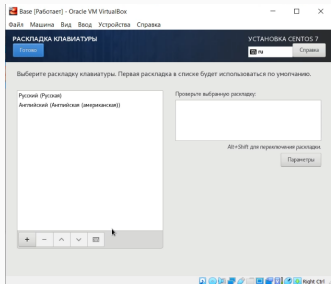 Base [Работает] - Oracle VM VirtualBox
Файл Машина Вид Ввод Устройства Справка
РАСКЛАДКА КЛАВИАТУРЫ
УСТАНОВКА CENTOS 7
Готово
ru
Справка
Выберите раскладку клавиатуры. Первая раскладка в списке будет использоваться по умолчанию.
Русский (Русская)
Английский (Английская (американская))
Проверьте выбранную раскладку:
Alt+Shift для переключения раскладки.
Параметры
Right Ctrl